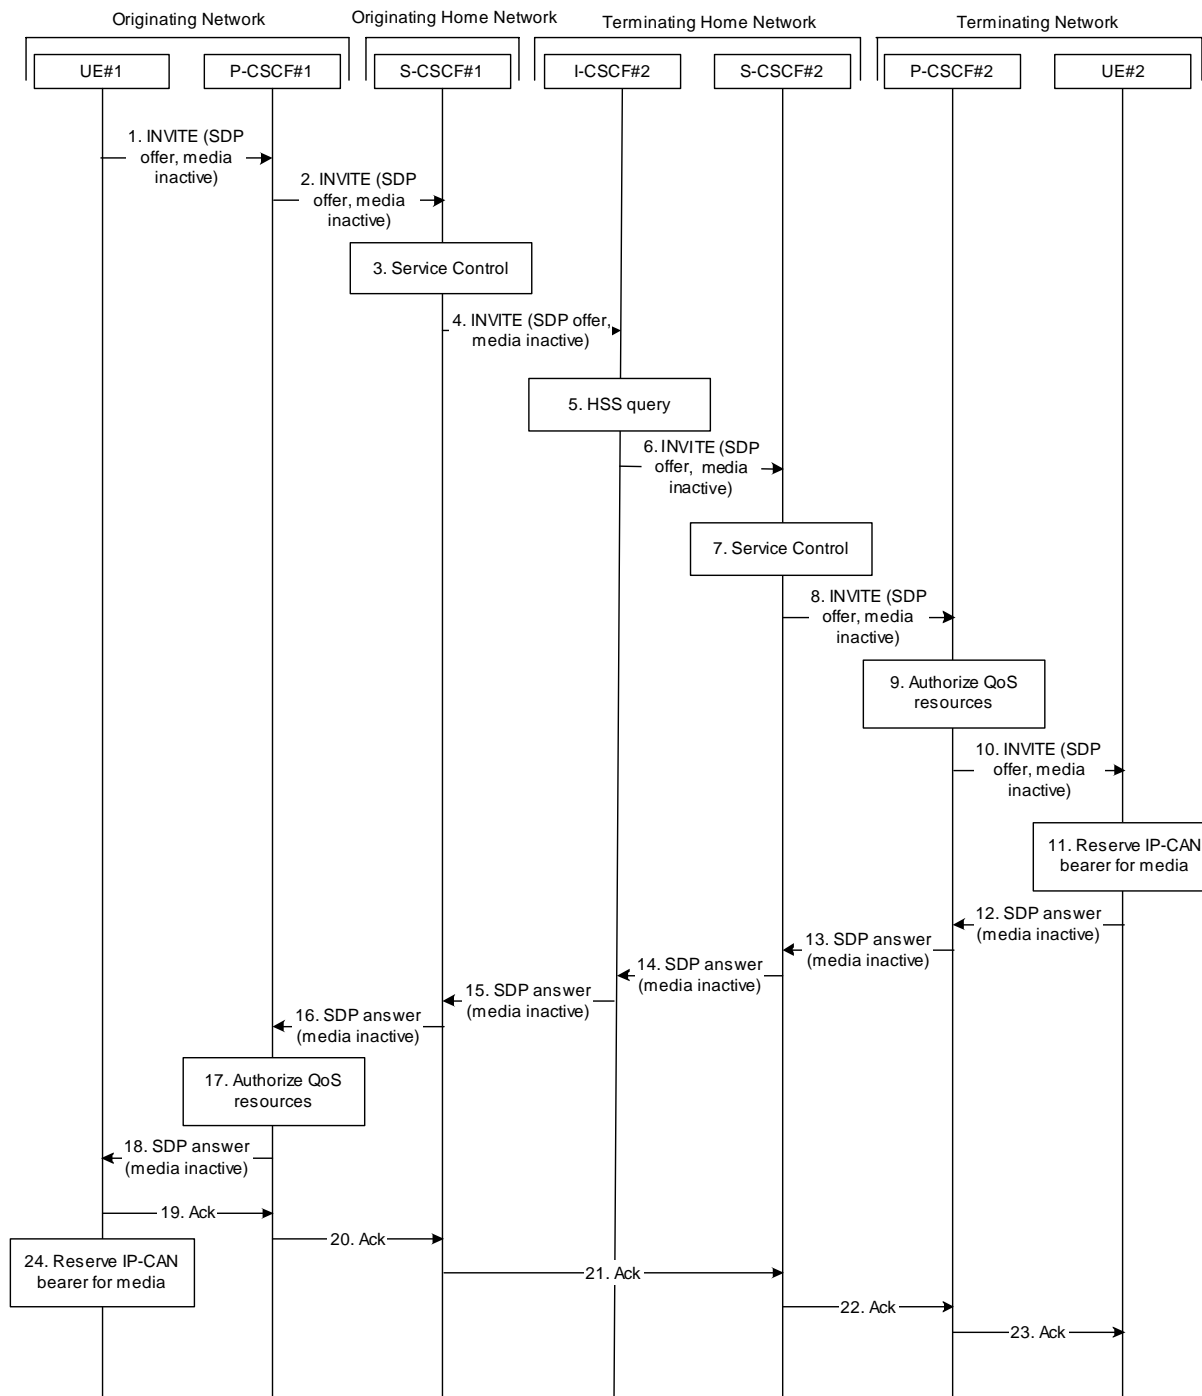 Originating Network
Originating Home Network
Terminating Home Network
Terminating Network
UE#1
P-CSCF#1
S-CSCF#1
I-CSCF#2
S-CSCF#2
P-CSCF#2
UE#2
1. INVITE (SDP
offer, media
inactive)
2. INVITE (SDP
offer, media
inactive)
3. Service Control
4. INVITE (SDP offer,
media inactive)
5. HSS query
6. INVITE (SDP
offer, media
inactive)
7. Service Control
8. INVITE (SDP
offer, media
inactive)
9. Authorize QoS
resources
10. INVITE (SDP
offer, media
inactive)
11. Reserve IP-CAN
bearer for media
12. SDP answer
(media inactive)
13. SDP answer
(media inactive)
14. SDP answer
(media inactive)
15. SDP answer
(media inactive)
16. SDP answer
(media inactive)
17. Authorize QoS
resources
18. SDP answer
(media inactive)
19. Ack
20. Ack
24. Reserve IP-CAN
bearer for media
21. Ack
22. Ack
23. Ack